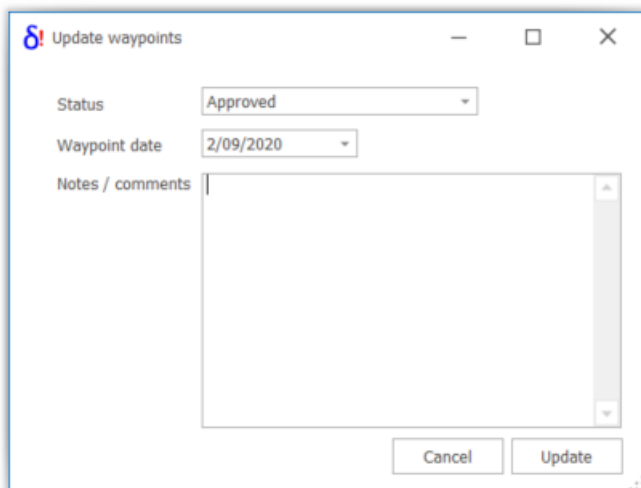 δ! Update waypoints
Status Approved
Waypoint date 2/09/2020
Notes / comments
Cancel Update